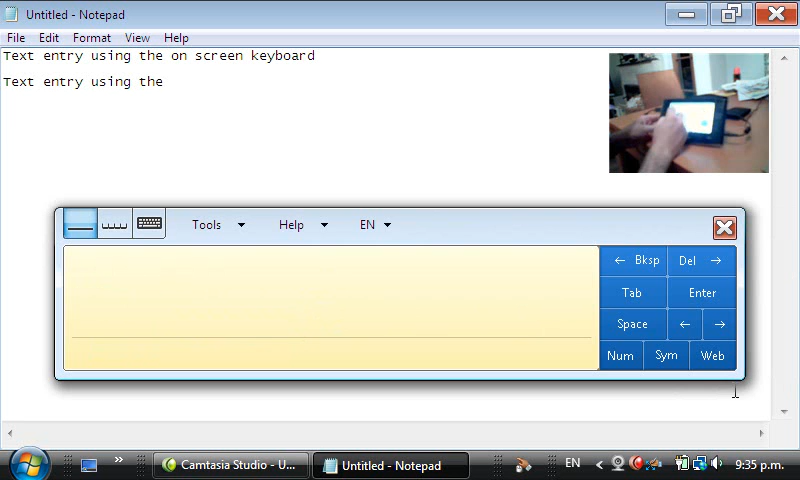 Untitled - Notepad
File Edit Format View Help
Text entry using the on screen keyboard
Text entry using the
Tools Help EN
← Bksp Del →
Tab Enter
Space ← →
Num Sym Web
» Camtasia Studio - U... Untitled - Notepad EN < 9:35 p.m.